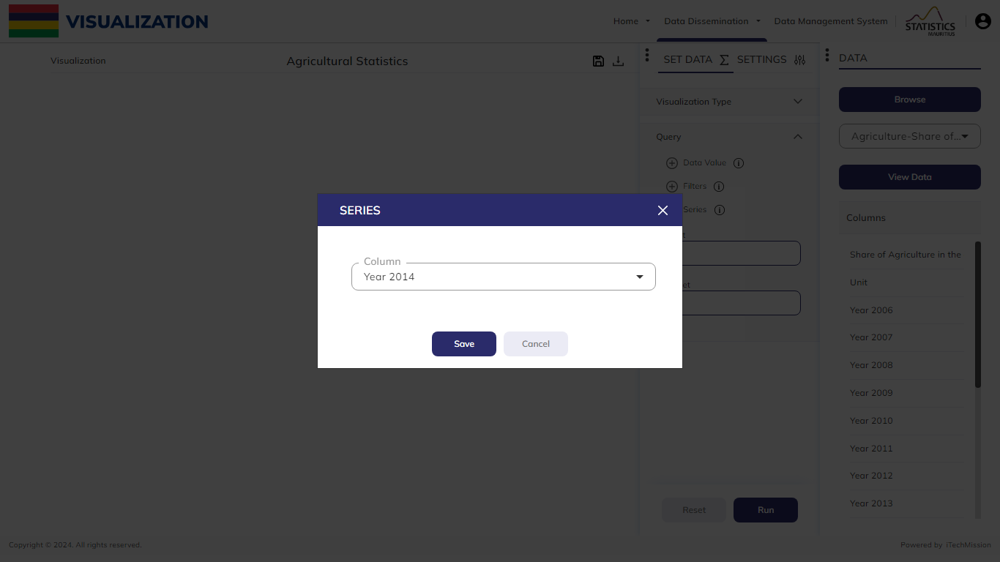 VISUALIZATION
Home
Data Dissemination
Data Management System
STATISTICS
MAURITIUS
Visualization
Agricultural Statistics
SET DATA
SETTINGS
DATA
Visualization Type
Query
Data Value
Filters
Series
Browse
Agriculture-Share of...
View Data
Columns
Share of Agriculture in the
Unit
Year 2006
Year 2007
Year 2008
Year 2009
Year 2010
Year 2011
Year 2012
Year 2013
SERIES
Column
Year 2014
Save
Cancel
Reset
Run
Copyright © 2024. All rights reserved.
Powered by iTechMission